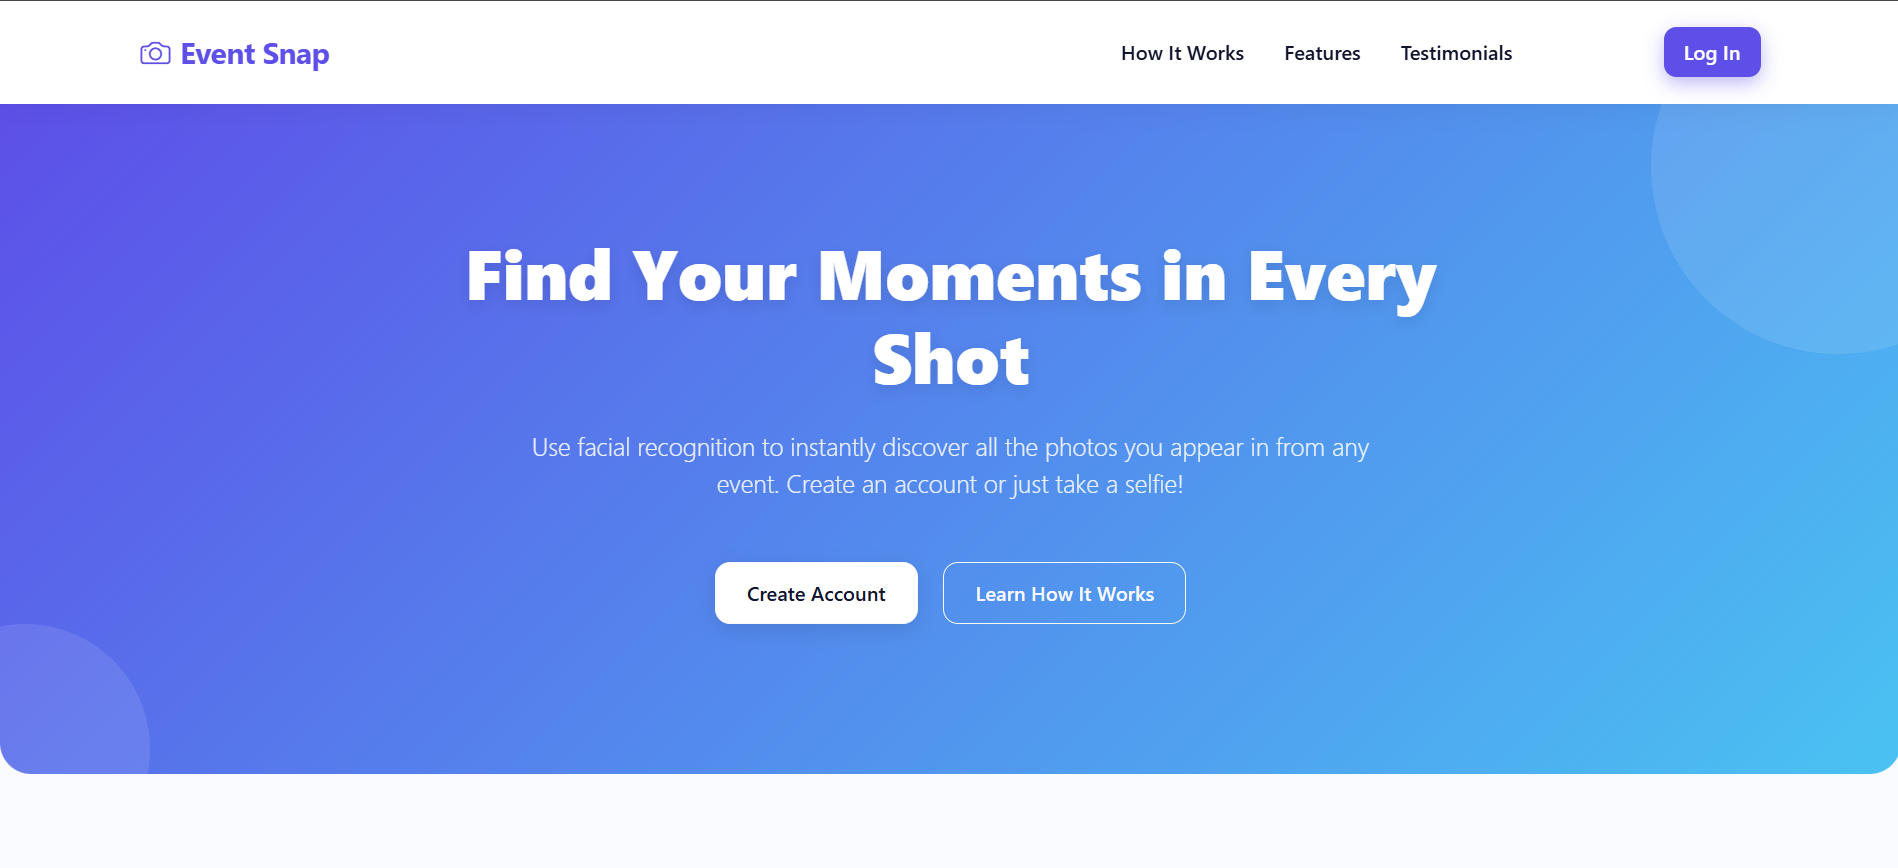 Event Snap
How It Works
Features
Testimonials
Log In
Find Your Moments in Every
Shot
Use facial recognition to instantly discover all the photos you appear in from any
event. Create an account or just take a selfie!
Create Account
Learn How It Works